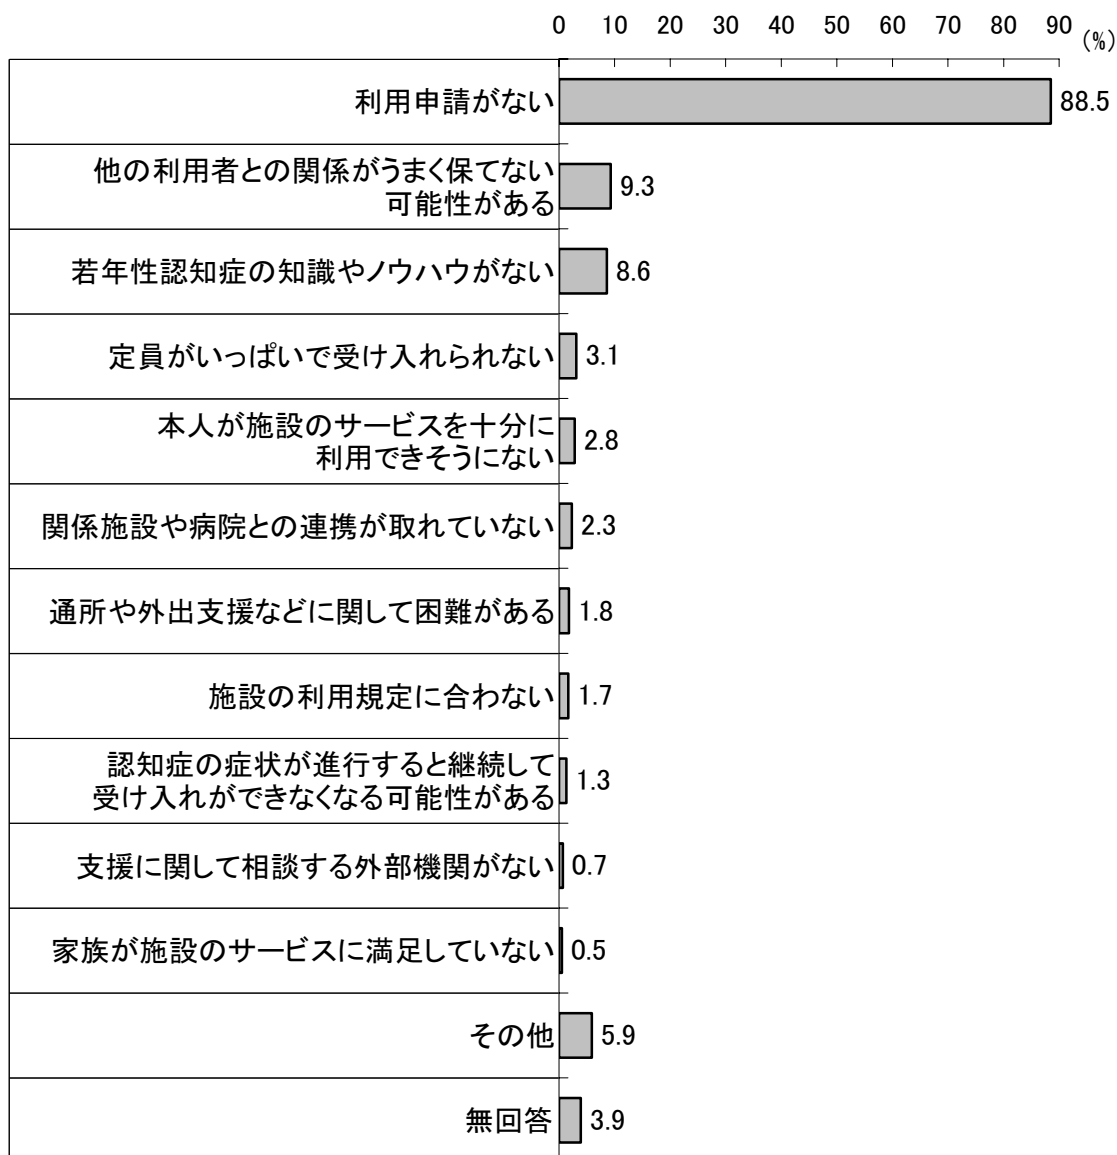 0 10 20 30 40 50 60 70 80 90
(%)
利用申請がない 88.5
他の利用者との関係がうまく保てない
可能性がある 9.3
若年性認知症の知識やノウハウがない 8.6
定員がいっぱいで受け入れられない 3.1
本人が施設のサービスを十分に
利用できそうにない 2.8
関係施設や病院との連携が取れていない 2.3
通所や外出支援などに関して困難がある 1.8
施設の利用規定に合わない 1.7
認知症の症状が進行すると継続して
受け入れができなくなる可能性がある 1.3
支援に関して相談する外部機関がない 0.7
家族が施設のサービスに満足していない 0.5
その他 5.9
無回答 3.9